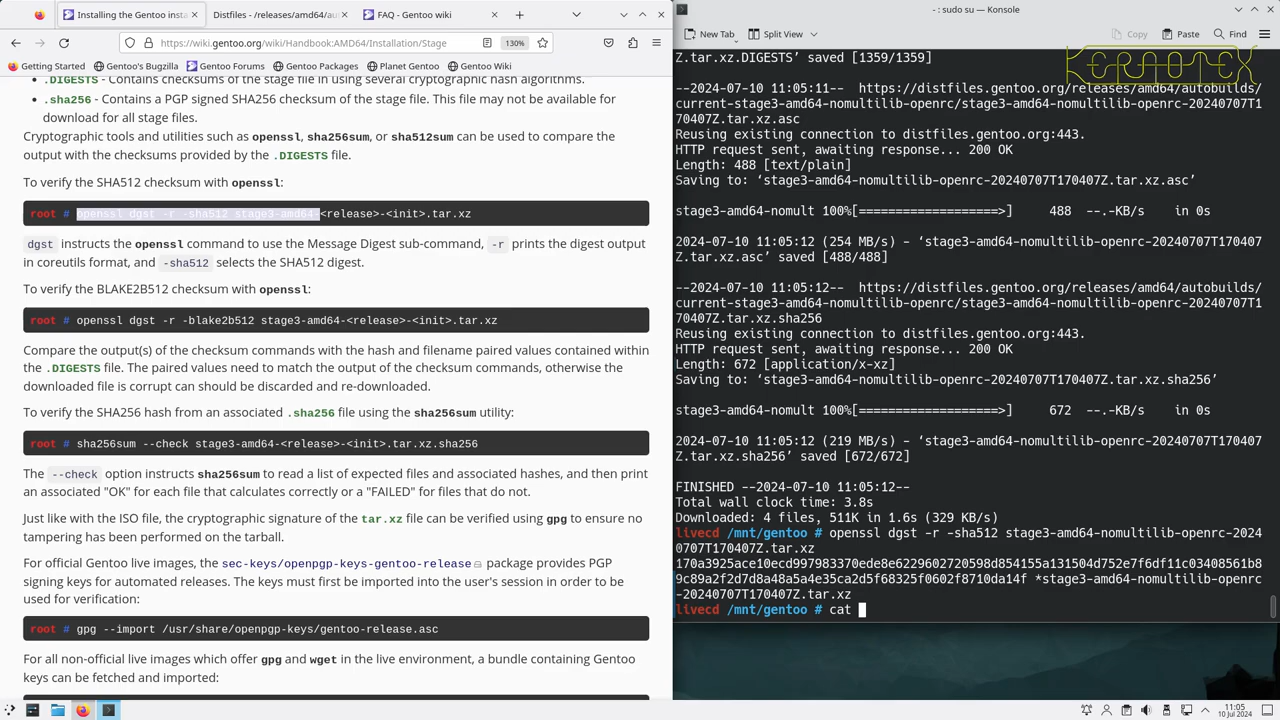 Installing the Gentoo inst
Distfiles - /releases/amd64/au
FAQ - Gentoo wiki
https://wiki.gentoo.org/wiki/Handbook:AMD64/Installation/Stage
130%
Getting Started
Gentoo's Bugzilla
Gentoo Forums
Gentoo Packages
Planet Gentoo
Gentoo Wiki
.DIGESTS - Contains checksums of the stage file in using several cryptographic hash algorithms.
• .sha256 - Contains a PGP signed SHA256 checksum of the stage file. This file may not be available for
download for all stage files.
Cryptographic tools and utilities such as openssl, sha256sum, or sha512sum can be used to compare the
output with the checksums provided by the .DIGESTS file.
To verify the SHA512 checksum with openssl:
root # openssl dgst -r -sha512 stage3-amd64-<release>-<init>.tar.xz
dgst instructs the openssl command to use the Message Digest sub-command, -r prints the digest output
in coreutils format, and -sha512 selects the SHA512 digest.
To verify the BLAKE2B512 checksum with openssl:
root # openssl dgst -r -blake2b512 stage3-amd64-<release>-<init>.tar.xz
Compare the output(s) of the checksum commands with the hash and filename paired values contained within
the .DIGESTS file. The paired values need to match the output of the checksum commands, otherwise the
downloaded file is corrupt can should be discarded and re-downloaded.
To verify the SHA256 hash from an associated .sha256 file using the sha256sum utility:
root # sha256sum --check stage3-amd64-<release>-<init>.tar.xz.sha256
The --check option instructs sha256sum to read a list of expected files and associated hashes, and then print
an associated "OK" for each file that calculates correctly or a "FAILED" for files that do not.
Just like with the ISO file, the cryptographic signature of the tar.xz file can be verified using gpg to ensure no
tampering has been performed on the tarball.
For official Gentoo live images, the sec-keys/openpgp-keys-gentoo-release package provides PGP
signing keys for automated releases. The keys must first be imported into the user's session in order to be
used for verification:
root # gpg --import /usr/share/openpgp-keys/gentoo-release.asc
For all non-official live images which offer gpg and wget in the live environment, a bundle containing Gentoo
keys can be fetched and imported:
- : sudo su — Konsole
New Tab
Split View
Copy
Paste
Find
KERNOTEX
Z.tar.xz.DIGESTS’ saved [1359/1359]
--2024-07-10 11:05:11-- https://distfiles.gentoo.org/releases/amd64/autobuilds/
current-stage3-amd64-nomultilib-openrc/stage3-amd64-nomultilib-openrc-20240707T1
70407Z.tar.xz.asc
Reusing existing connection to distfiles.gentoo.org:443.
HTTP request sent, awaiting response... 200 OK
Length: 488 [text/plain]
Saving to: ‘stage3-amd64-nomultilib-openrc-20240707T170407Z.tar.xz.asc’
stage3-amd64-nomult 100%[===================>] 488 --.-KB/s in 0s
2024-07-10 11:05:12 (254 MB/s) - ‘stage3-amd64-nomultilib-openrc-20240707T170407
Z.tar.xz.asc’ saved [488/488]
--2024-07-10 11:05:12-- https://distfiles.gentoo.org/releases/amd64/autobuilds/
current-stage3-amd64-nomultilib-openrc/stage3-amd64-nomultilib-openrc-20240707T1
70407Z.tar.xz.sha256
Reusing existing connection to distfiles.gentoo.org:443.
HTTP request sent, awaiting response... 200 OK
Length: 672 [application/x-xz]
Saving to: ‘stage3-amd64-nomultilib-openrc-20240707T170407Z.tar.xz.sha256’
stage3-amd64-nomult 100%[===================>] 672 --.-KB/s in 0s
2024-07-10 11:05:12 (219 MB/s) - ‘stage3-amd64-nomultilib-openrc-20240707T170407
Z.tar.xz.sha256’ saved [672/672]
FINISHED --2024-07-10 11:05:12--
Total wall clock time: 3.8s
Downloaded: 4 files, 511K in 1.6s (329 KB/s)
livecd /mnt/gentoo # openssl dgst -r -sha512 stage3-amd64-nomultilib-openrc-2024
0707T170407Z.tar.xz
170a3925ace10ecd997983370ede8e6229602720598d854155a131504d752e7f6df11c03408561b8
9c89a2f2d7d8a48a5a4e35ca2d5f68325f0602f8710da14f *stage3-amd64-nomultilib-openrc
-20240707T170407Z.tar.xz
livecd /mnt/gentoo # cat
11:05
10 Jul 2024